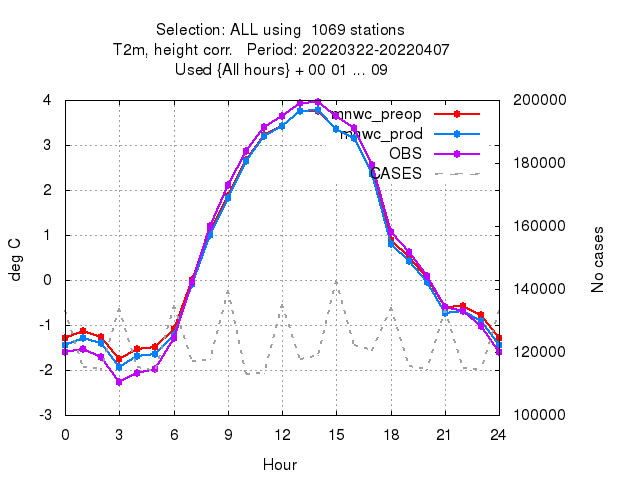 Selection: ALL using  1069 stations
T2m, height corr.   Period: 20220322-20220407
Used {All hours} + 00 01 ... 09
mnwc_preop
mnwc_prod
OBS
CASES
4
3
2
1
0
-1
-2
-3
deg C
200000
180000
160000
140000
120000
100000
No cases
0 3 6 9 12 15 18 21 24
Hour